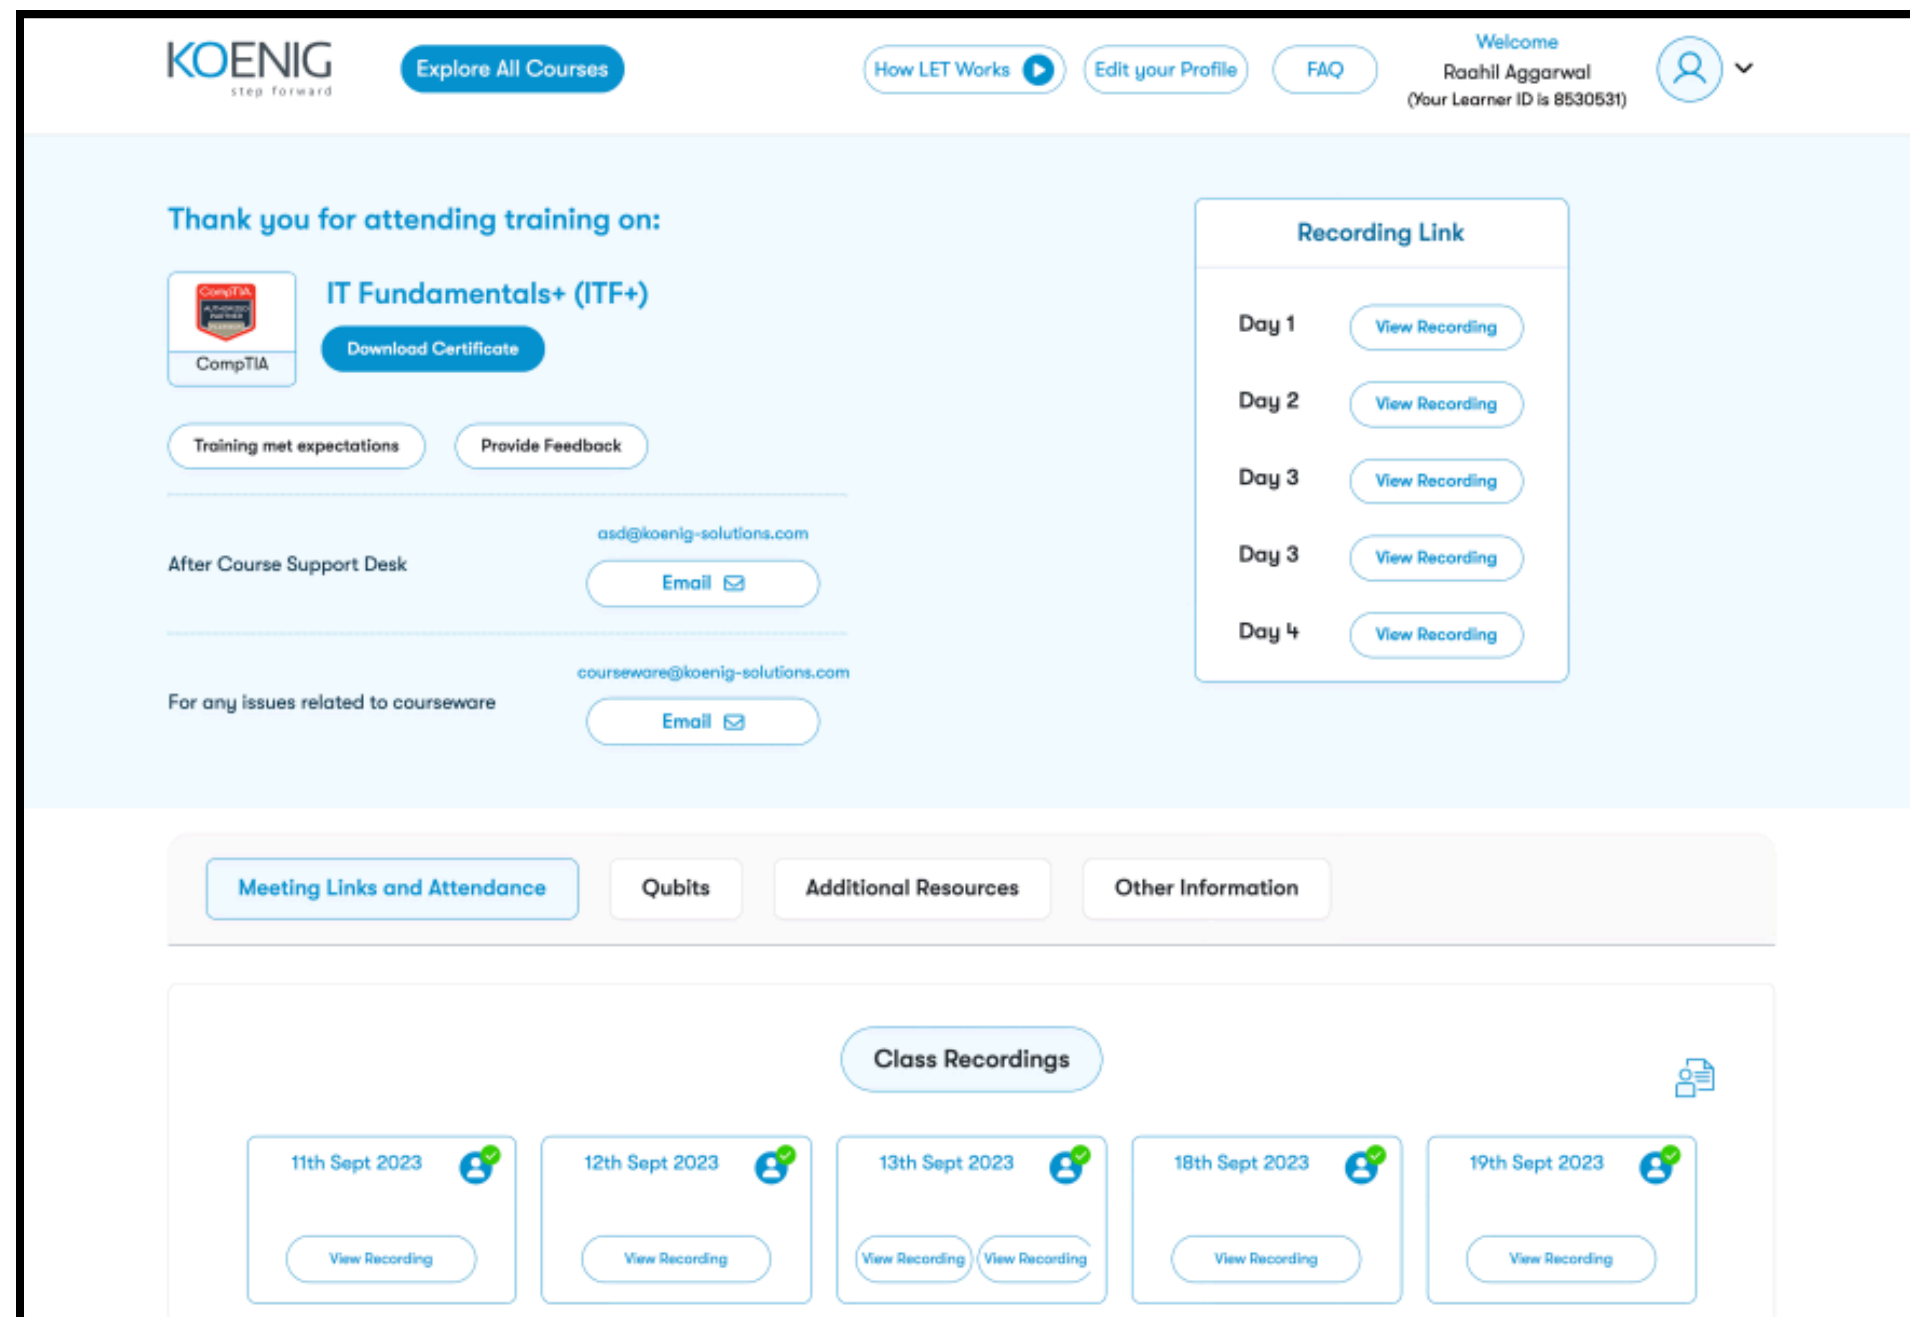 KOENIG
step forward
Explore All Courses
How LET Works
Edit your Profile
FAQ
Welcome
Raahil Aggarwal
(Your Learner ID is 8530531)
Thank you for attending training on:
CompTIA
AUTHORIZED
PARTNER
CompTIA
IT Fundamentals+ (ITF+)
Download Certificate
Training met expectations
Provide Feedback
After Course Support Desk
asd@koenig-solutions.com
Email
For any issues related to courseware
courseware@koenig-solutions.com
Email
Recording Link
Day 1 View Recording
Day 2 View Recording
Day 3 View Recording
Day 3 View Recording
Day 4 View Recording
Meeting Links and Attendance
Qubits
Additional Resources
Other Information
Class Recordings
11th Sept 2023
View Recording
12th Sept 2023
View Recording
13th Sept 2023
View Recording View Recording
18th Sept 2023
View Recording
19th Sept 2023
View Recording